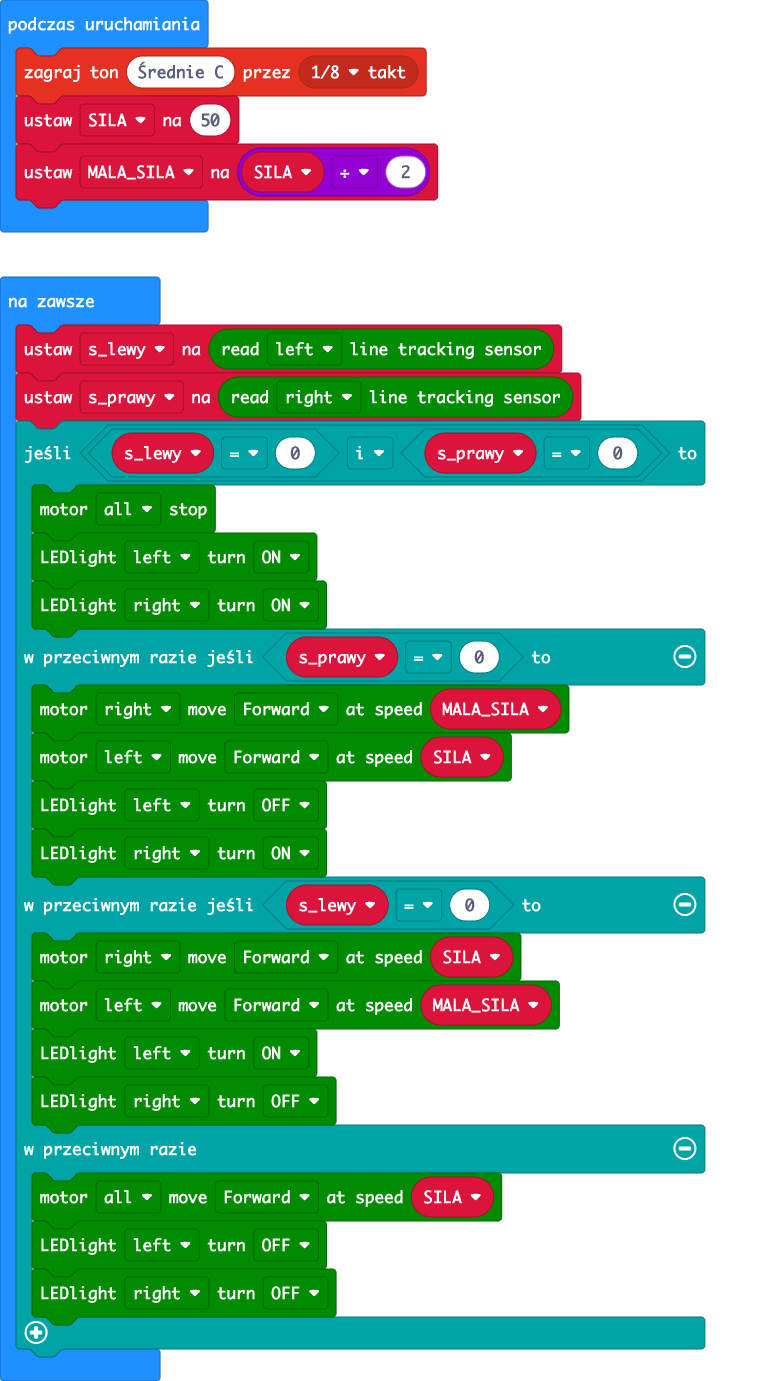 podczas uruchamiania
zagraj ton Średnie C przez 1/8 takt
ustaw SILA na 50
ustaw MALA_SILA na SILA ÷ 2
na zawsze
ustaw s_lewy na read left line tracking sensor
ustaw s_prawy na read right line tracking sensor
jeśli s_lewy = 0 i s_prawy = 0 to
motor all stop
LEDlight left turn ON
LEDlight right turn ON
w przeciwnym razie jeśli s_prawy = 0 to
motor right move Forward at speed MALA_SILA
motor left move Forward at speed SILA
LEDlight left turn OFF
LEDlight right turn ON
w przeciwnym razie jeśli s_lewy = 0 to
motor right move Forward at speed SILA
motor left move Forward at speed MALA_SILA
LEDlight left turn ON
LEDlight right turn OFF
w przeciwnym razie
motor all move Forward at speed SILA
LEDlight left turn OFF
LEDlight right turn OFF